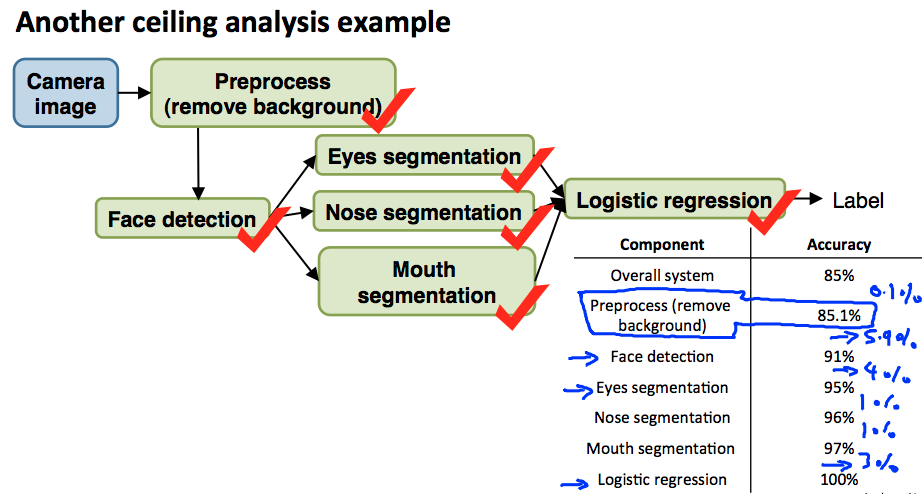 Another ceiling analysis example
Camera
image
Preprocess
(remove background)
Eyes segmentation
Face detection
Nose segmentation
Logistic regression
Label
Mouth
segmentation
Component Accuracy
Overall system 85%
0.1%
Preprocess (remove
background) 85.1%
5.9%
Face detection 91%
4%
Eyes segmentation 95%
1%
Nose segmentation 96%
1%
Mouth segmentation 97%
3%
Logistic regression 100%